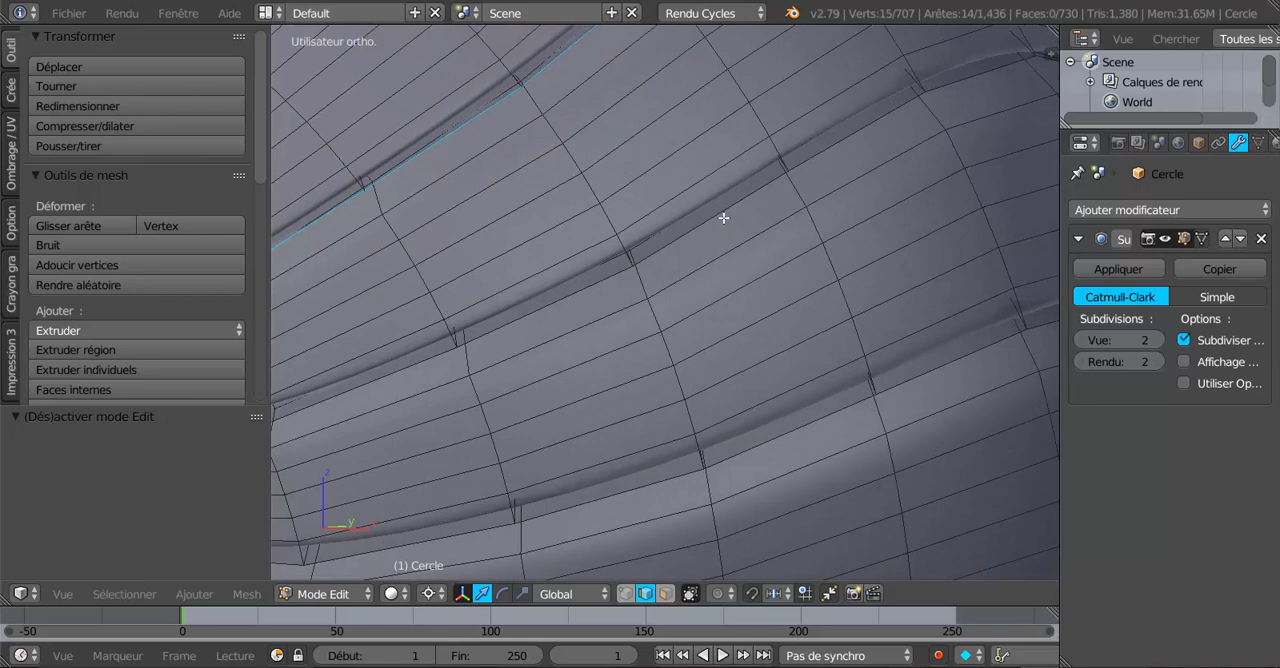 Fichier Rendu Fenêtre Aide Default Scene Rendu Cycles v2.79 | Verts:15/707 | Arêtes:14/1,436 | Faces:0/730 | Tris:1,380 | Mem:31.65M | Cercle
Outil
Crée
Ombrage / UV
Option
Crayon gra
Impression 3
Transformer
Déplacer
Tourner
Redimensionner
Compresser/dilater
Pousser/tirer
Outils de mesh
Déformer :
Glisser arête Vertex
Bruit
Adoucir vertices
Rendre aléatoire
Ajouter :
Extruder
Extruder région
Extruder individuels
Faces internes
(Dés)activer mode Edit
Utilisateur ortho.
z
y
x
(1) Cercle
Vue Chercher Toutes les s
Scene
Calques de renc
World
Cercle
Ajouter modificateur
Su
Appliquer Copier
Catmull-Clark Simple
Subdivisions : Options :
Vue: 2 Subdiviser ...
Rendu: 2 Affichage ...
Utiliser Op...
Vue Sélectionner Ajouter Mesh Mode Edit Global
-50 0 50 100 150 200 250
Vue Marqueur Frame Lecture Début: 1 Fin: 250 1 Pas de synchro